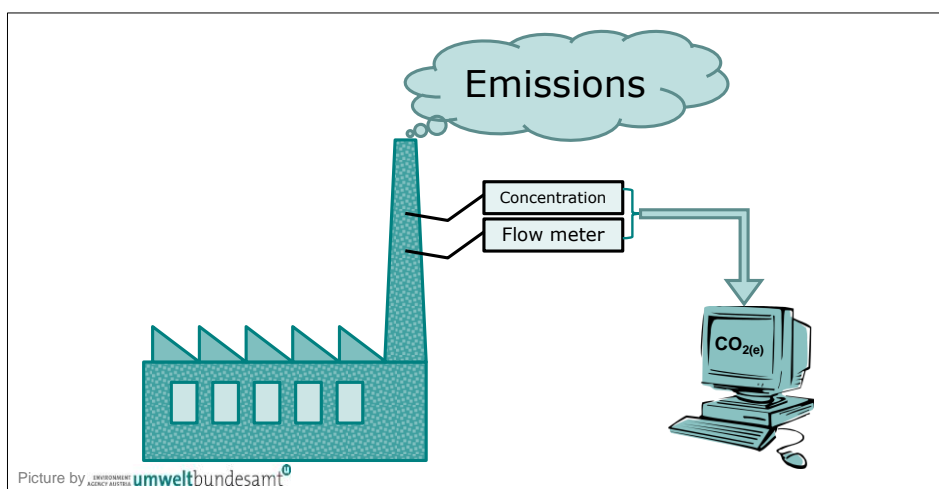 Emissions
Concentration
Flow meter
CO2(e)
Picture by ENVIRONMENT AGENCY AUSTRIA umweltbundesamt u